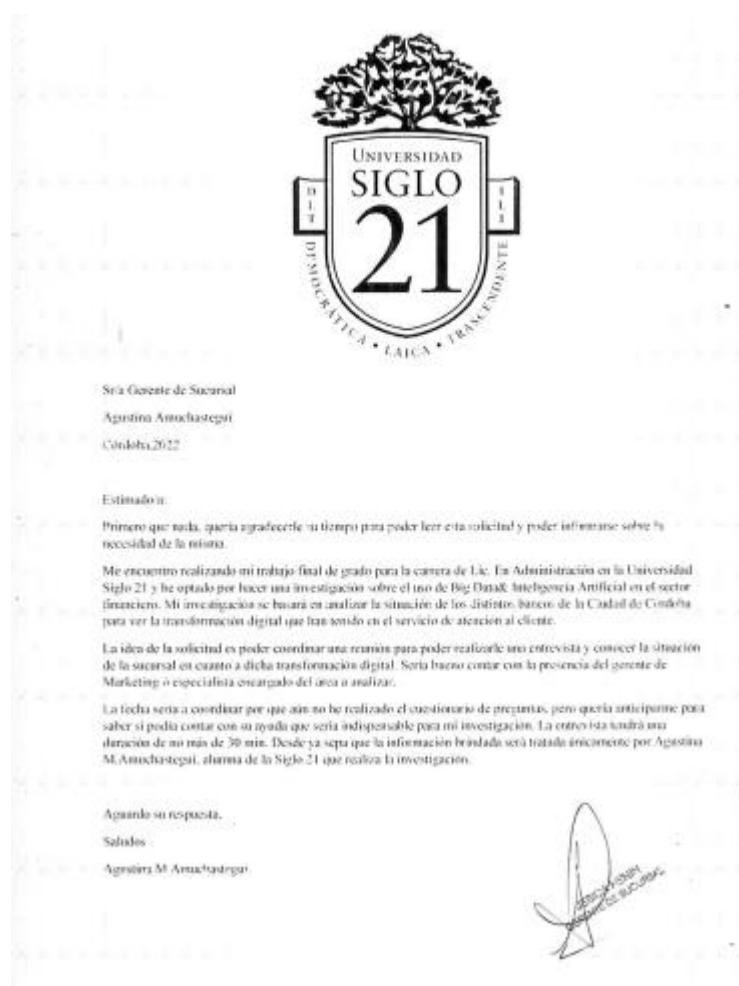 UNIVERSIDAD
SIGLO
21
DEMOCRÁTICA • LAICA • TRASCENDENTE
Sr/a Gerente de Sucursal
Agustina Amuchastegui
Córdoba,2022
Estimado/a:
Primero que nada, quería agradecerle su tiempo para poder leer esta solicitud y poder informarse sobre la
necesidad de la misma.
Me encuentro realizando mi trabajo final de grado para la carrera de Lic. En Administración en la Universidad
Siglo 21 y he optado por hacer una investigación sobre el uso de Big Data& Inteligencia Artificial en el sector
financiero. Mi investigación se basará en analizar la situación de los distintos bancos de la Ciudad de Córdoba
para ver la transformación digital que han tenido en el servicio de atención al cliente.
La idea de la solicitud es poder coordinar una reunión para poder realizarle una entrevista y conocer la situación
de la sucursal en cuanto a dicha transformación digital. Sería bueno contar con la presencia del gerente de
Marketing o especialista encargado del área a analizar.
La fecha sería a coordinar por que aún no he realizado el cuestionario de preguntas, pero quería anticiparme para
saber si podía contar con su ayuda que sería indispensable para mi investigación. La entrevista tendrá una
duración de no más de 30 min. Desde ya sepa que la información brindada será tratada únicamente por Agustina
M.Amuchastegui, alumna de la Siglo 21 que realiza la investigación.
Aguardo su respuesta,
Saludos
Agustina M Amuchastegui
GERENTE DE SUCURSAL